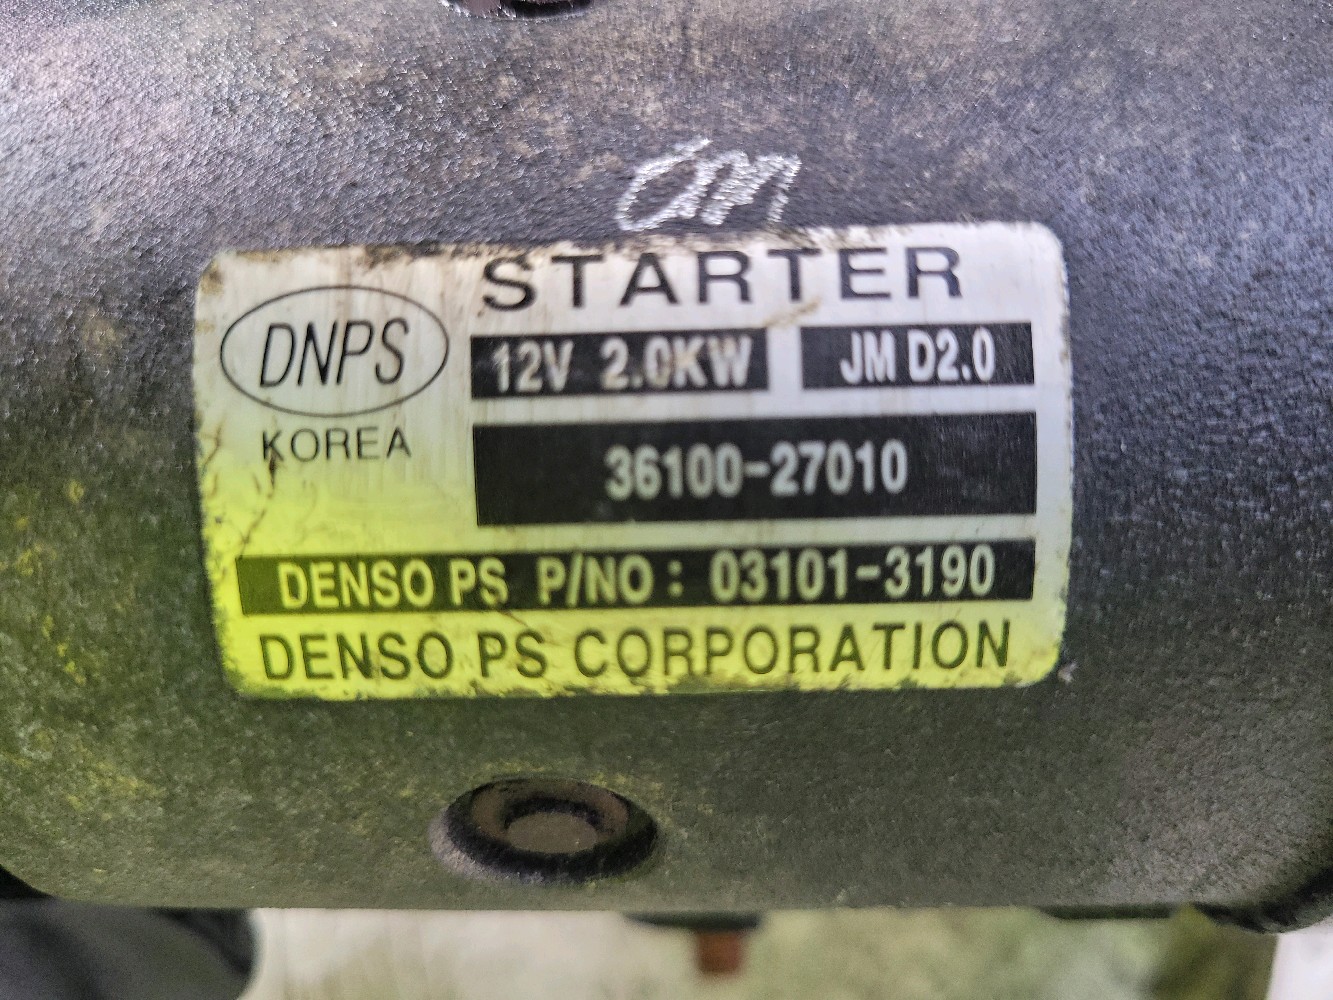 STARTER
DNPS
KOREA
12V 2.0KW
JM D2.0
36100-27010
DENSO PS P/NO : 03101-3190
DENSO PS CORPORATION